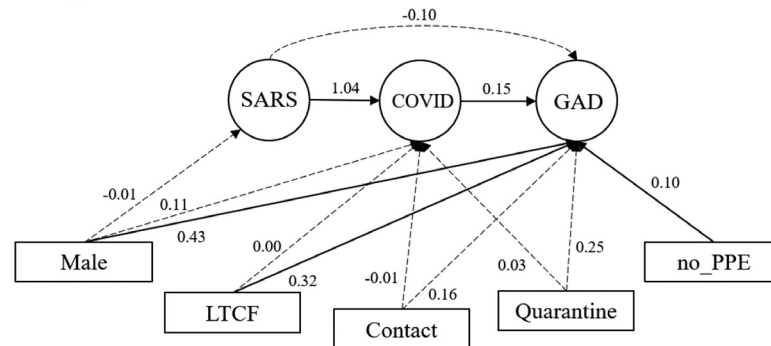 -0.10
SARS
1.04
COVID
0.15
GAD
-0.01
0.11
0.43
0.10
Male
0.00
0.32
-0.01
0.16
0.03
0.25
no_PPE
LTCF
Contact
Quarantine